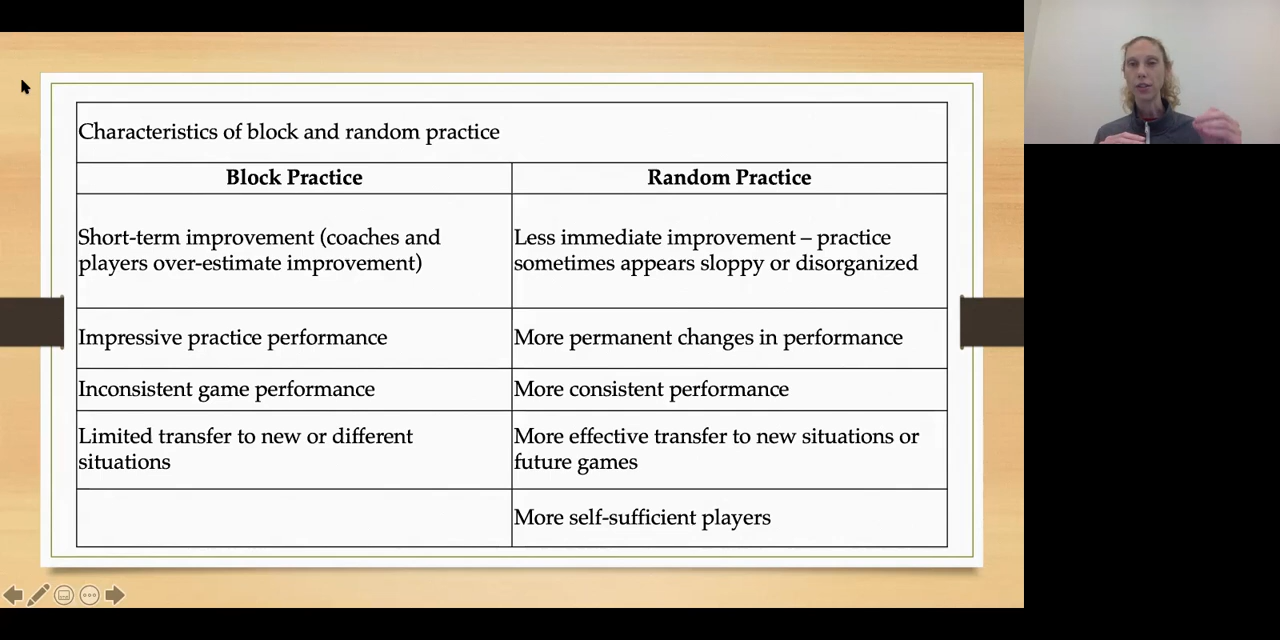 Characteristics of block and random practice
Block Practice
Random Practice
Short-term improvement (coaches and
players over-estimate improvement)
Less immediate improvement – practice
sometimes appears sloppy or disorganized
Impressive practice performance
More permanent changes in performance
Inconsistent game performance
More consistent performance
Limited transfer to new or different
situations
More effective transfer to new situations or
future games
More self-sufficient players